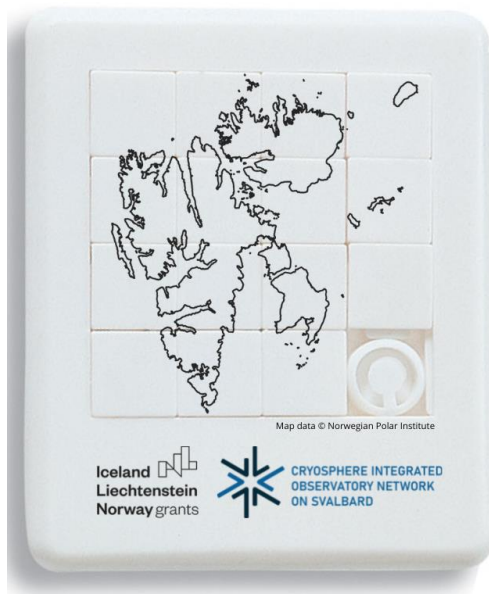 Map data © Norwegian Polar Institute
Iceland
Liechtenstein
Norway grants
CRYOSPHERE INTEGRATED
OBSERVATORY NETWORK
ON SVALBARD